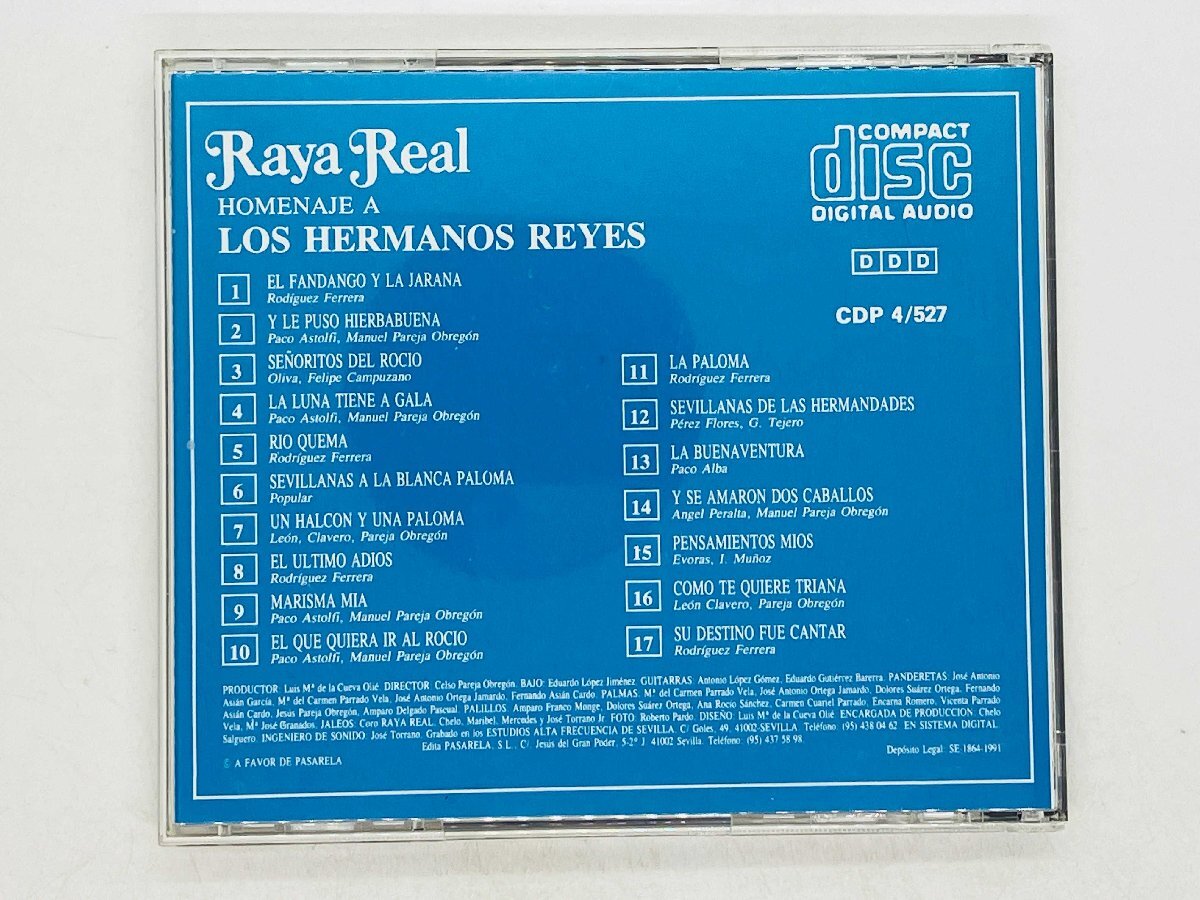 Raya Real
HOMENAJE A
LOS HERMANOS REYES
COMPACT
disc
DIGITAL AUDIO
D D D
CDP 4/527
1 EL FANDANGO Y LA JARANA
Rodíguez Ferrera
2 Y LE PUSO HIERBABUENA
Paco Astolfi, Manuel Pareja Obregón
3 SEÑORITOS DEL ROCIO
Oliva, Felipe Campuzano
4 LA LUNA TIENE A GALA
Paco Astolfi, Manuel Pareja Obregón
5 RIO QUEMA
Rodríguez Ferrera
6 SEVILLANAS A LA BLANCA PALOMA
Popular
7 UN HALCON Y UNA PALOMA
León, Clavero, Pareja Obregón
8 EL ULTIMO ADIOS
Rodríguez Ferrera
9 MARISMA MIA
Paco Astolfi, Manuel Pareja Obregón
10 EL QUE QUIERA IR AL ROCIO
Paco Astolfi, Manuel Pareja Obregón
11 LA PALOMA
Rodríguez Ferrera
12 SEVILLANAS DE LAS HERMANDADES
Pérez Flores, G. Tejero
13 LA BUENAVENTURA
Paco Alba
14 Y SE AMARON DOS CABALLOS
Angel Peralta, Manuel Pareja Obregón
15 PENSAMIENTOS MIOS
Evoras, I. Muñoz
16 COMO TE QUIERE TRIANA
León Clavero, Pareja Obregón
17 SU DESTINO FUE CANTAR
Rodríguez Ferrera
PRODUCTOR: Luis Mª de la Cueva Olié. DIRECTOR: Celso Pareja Obregón. BAJO: Eduardo López Jiménez. GUITARRAS: Antonio López Gómez, Eduardo Gutiérrez Barerra. PANDERETAS: José Antonio
Asián García, Mª del Carmen Parrado Vela, José Antonio Ortega Jamardo, Fernando Asián Cardo. PALMAS: Mª del Carmen Parrado Vela, José Antonio Ortega Jamardo, Dolores Suárez Ortega, Fernando
Asián Cardo, Jesús Pareja Obregón, Amparo Delgado Pascual. PALILLOS: Amparo Franco Monge, Dolores Suárez Ortega, Ana Rocio Sánchez, Carmen Cuariel Parrado, Encarna Romero, Vicenta Parrado
Vela, Mª José Granados. JALEOS: Coro RAYA REAL, Chelo, Maribel, Mercedes y José Torrano Jr. FOTO: Roberto Pardo. DISEÑO: Luis Mª de la Cueva Olié. ENCARGADA DE PRODUCCION: Chelo
Salguero. INGENIERO DE SONIDO: José Torrano. Grabado en los ESTUDIOS ALTA FRECUENCIA DE SEVILLA. C/ Goles, 49. 41002-SEVILLA. Teléfono: (95) 438 04 62. EN SISTEMA DIGITAL.
Edita PASARELA, S.L., C/. Jesús del Gran Poder, 5-2º J. 41002 Sevilla. Teléfono: (95) 437 58 98.
Depósito Legal: SE-1864-1991
A FAVOR DE PASARELA